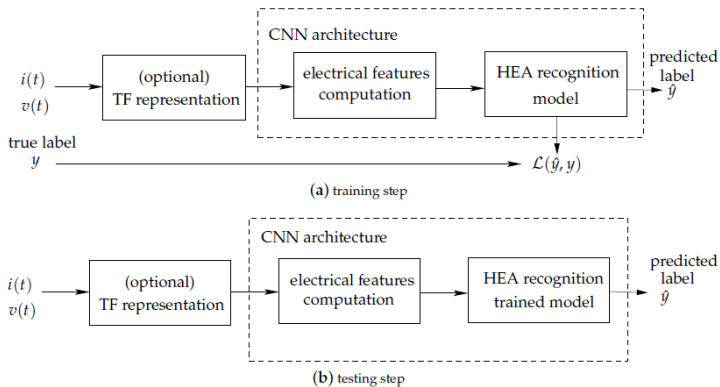 CNN architecture
i(t)
v(t)
(optional)
TF representation
electrical features
computation
HEA recognition
model
predicted
label
ŷ
true label
y
ℒ(ŷ, y)
(a) training step
CNN architecture
i(t)
v(t)
(optional)
TF representation
electrical features
computation
HEA recognition
trained model
predicted
label
ŷ
(b) testing step